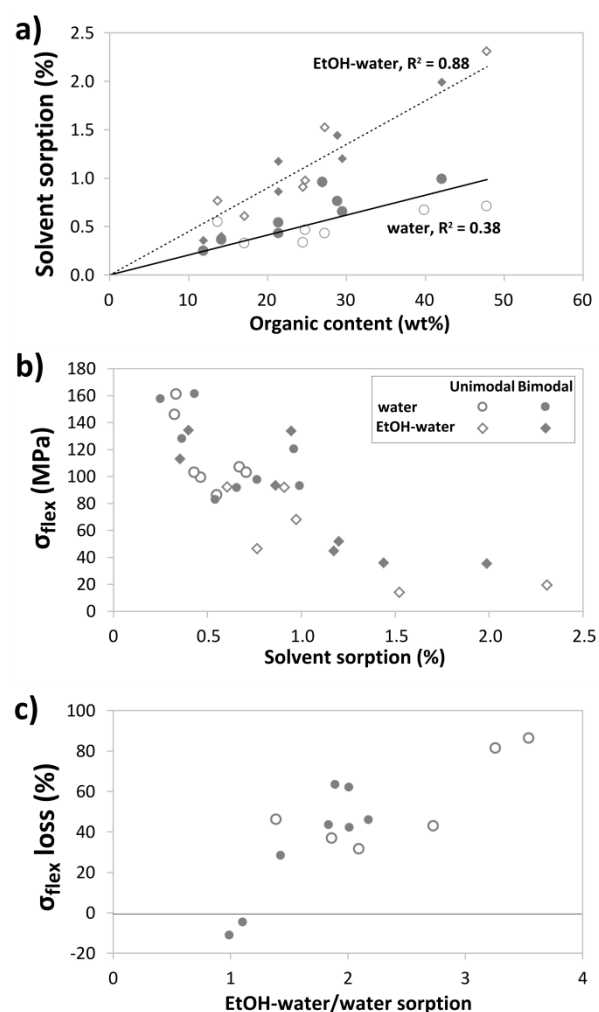 a)
Solvent sorption (%)
2.5
2.0
1.5
1.0
0.5
0.0
EtOH-water, R² = 0.88
water, R² = 0.38
0 10 20 30 40 50 60
Organic content (wt%)
b)
σflex (MPa)
180
160
140
120
100
80
60
40
20
0
Unimodal Bimodal
water
EtOH-water
0 0.5 1.0 1.5 2.0 2.5
Solvent sorption (%)
c)
σflex loss (%)
100
80
60
40
20
0
-20
0 1 2 3 4
EtOH-water/water sorption